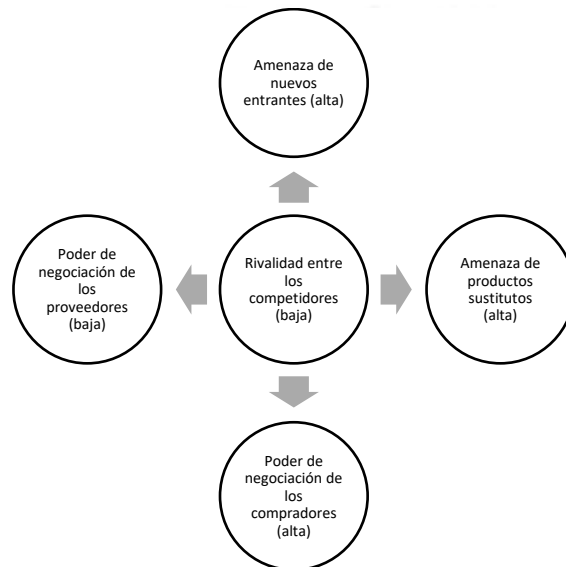 Amenaza de
nuevos
entrantes (alta)
Poder de
negociación de
los
proveedores
(baja)
Rivalidad entre
los
competidores
(baja)
Amenaza de
productos
sustitutos
(alta)
Poder de
negociación de
los
compradores
(alta)